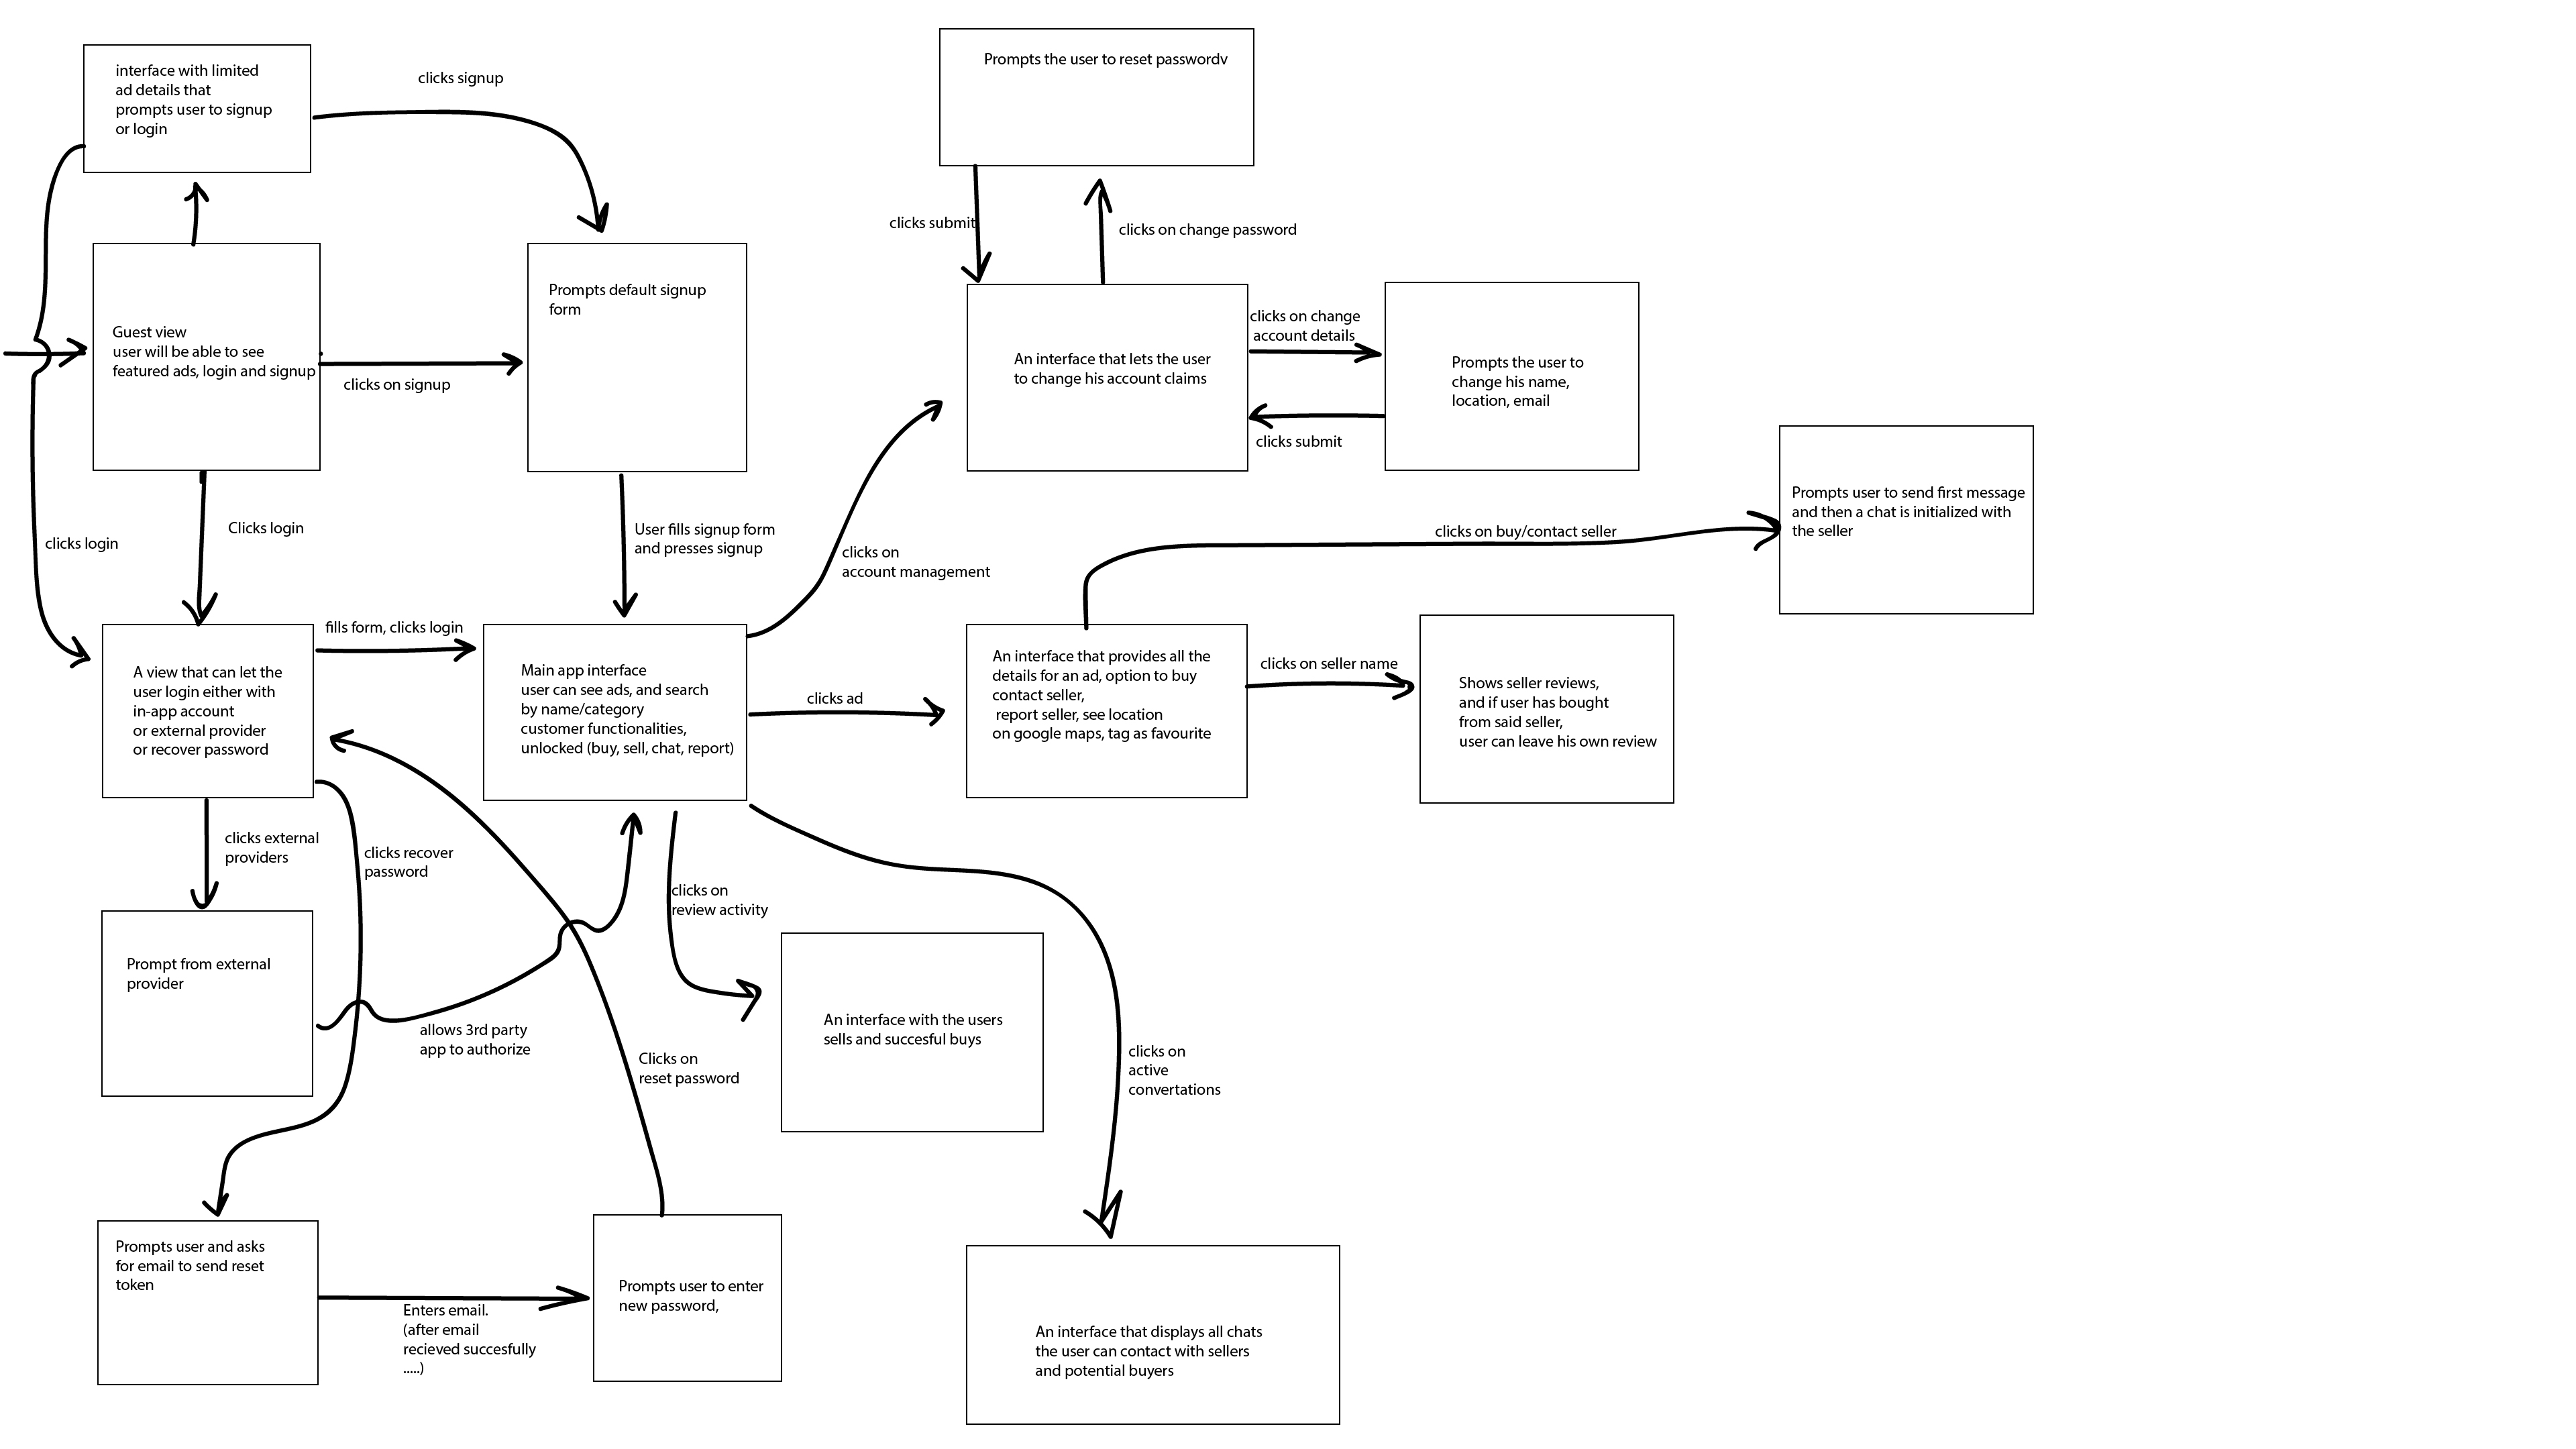 interface with limited
ad details that
prompts user to signup
or login
clicks signup
Prompts the user to reset passwordv
clicks submit
clicks on change password
Guest view
user will be able to see
featured ads, login and signup
clicks on signup
Prompts default signup
form
An interface that lets the user
to change his account claims
clicks on change
account details
clicks submit
Prompts the user to
change his name,
location, email
clicks login
Clicks login
User fills signup form
and presses signup
clicks on
account management
clicks on buy/contact seller
Prompts user to send first message
and then a chat is initialized with
the seller
A view that can let the
user login either with
in-app account
or external provider
or recover password
fills form, clicks login
Main app interface
user can see ads, and search
by name/category
customer functionalities,
unlocked (buy, sell, chat, report)
clicks ad
An interface that provides all the
details for an ad, option to buy
contact seller,
report seller, see location
on google maps, tag as favourite
clicks on seller name
Shows seller reviews,
and if user has bought
from said seller,
user can leave his own review
clicks external
providers
clicks recover
password
clicks on
review activity
Prompt from external
provider
allows 3rd party
app to authorize
Clicks on
reset password
An interface with the users
sells and succesful buys
clicks on
active
convertations
Prompts user and asks
for email to send reset
token
Enters email.
(after email
recieved succesfully
.....)
Prompts user to enter
new password,
An interface that displays all chats
the user can contact with sellers
and potential buyers